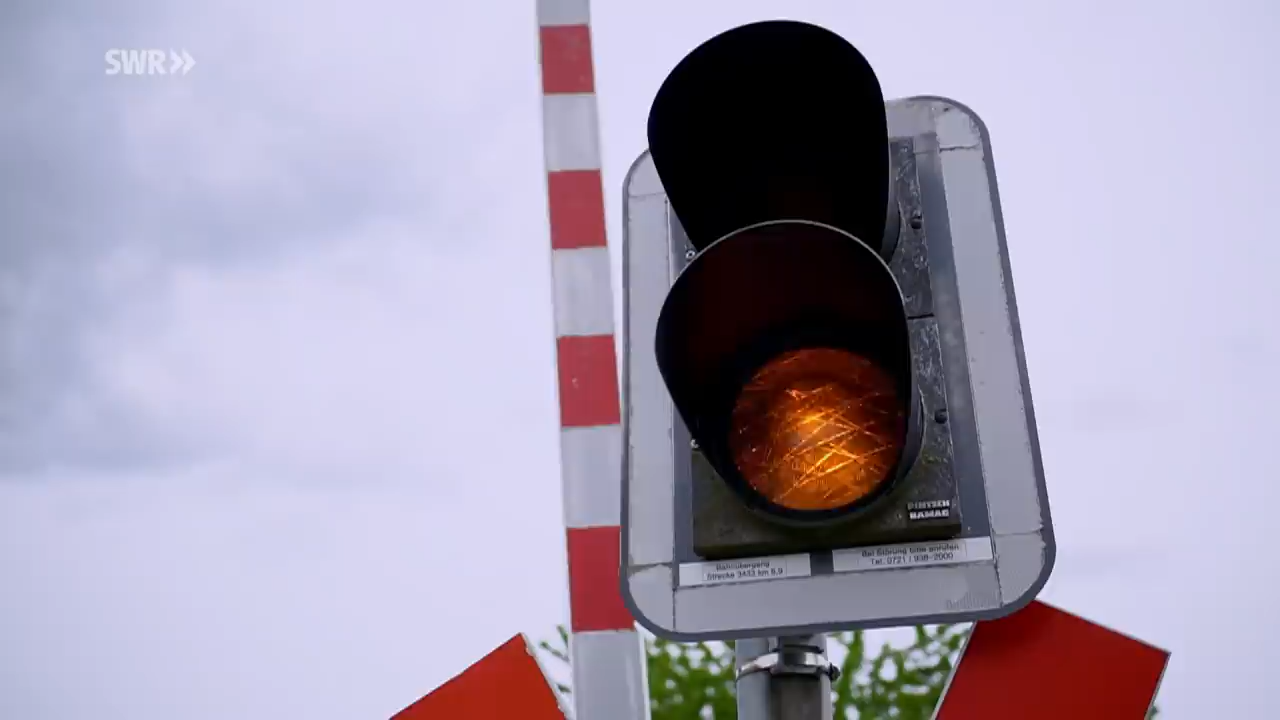 SWR
PINTSCH
BAMAG
Bahnübergang
Strecke 3433 km 8,9
Bei Störung bitte anrufen
Tel. 0721 / 938-2000